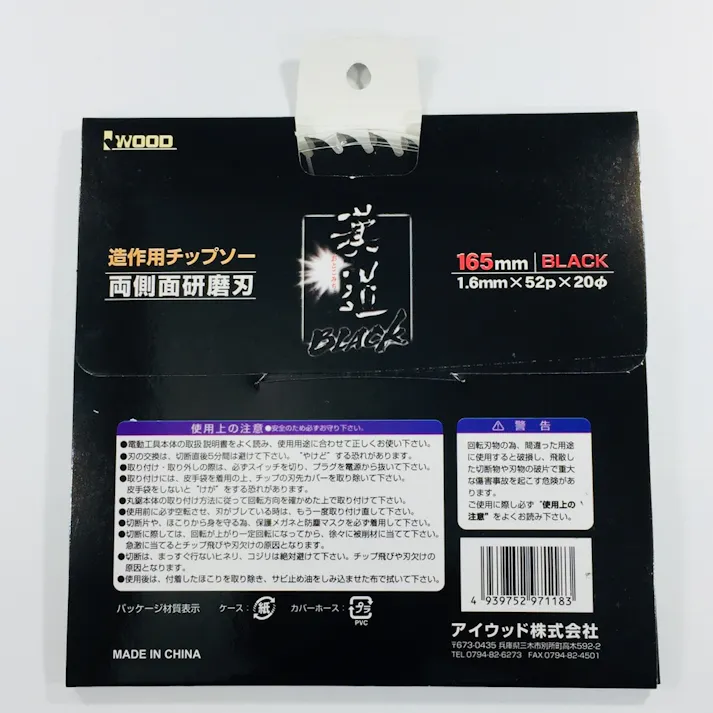 IWOOD
造作用チップソー
両側面研磨刃
漢道
BLACK
165mm | BLACK
1.6mm×52p×20φ
使用上の注意 ●安全のため必ずお守り下さい。
●電動工具本体の取扱説明書をよく読み、使用用途に合わせて正しくお使い下さい。
●刃の交換は、切断直後5分間は避けて下さい。"やけど"する恐れがあります。
●取り付け・取り外しの際は、必ずスイッチを切り、プラグを電源から抜いて下さい。
●取り付けには、皮手袋を着用の上、チップの刃先カバーを取り除いて下さい。
皮手袋をしないと"けが"をする恐れがあります。
●丸鋸本体の取り付け方法に従って回転方向を確かめた上で取り付けて下さい。
●使用前に必ず空転させ、刃がブレている時は、もう一度取り付け直して下さい。
●切断片や、ほこりから身を守る為、保護メガネと防塵マスクを必ず着用して下さい。
●切断に際しては、回転が上がり一定回転になってから、徐々に被削材に当てて下さい。
急激に当てるとチップ飛びや刃欠けの原因となります。
●切断は、まっすぐ行ないヒネリ、コジリは絶対避けて下さい。チップ飛びや刃欠けの
原因となります。
●使用後は、付着したほこりを取り除き、サビ止め油をしみ込ませた布で拭いて下さい。
警告
回転刃物の為、間違った用途
に使用すると破損し、飛散し
た切断物や刃物の破片で重大
な傷害事故を起こす危険があ
ります。
ご使用に際し必ず"使用上の
注意"をよくお読み下さい。
4 939752 971183
パッケージ材質表示 ケース: 紙 カバーホース: プラ
PVC
アイウッド株式会社
〒673-0435 兵庫県三木市別所町高木592-2
TEL 0794-82-6273 FAX 0794-82-4501
MADE IN CHINA